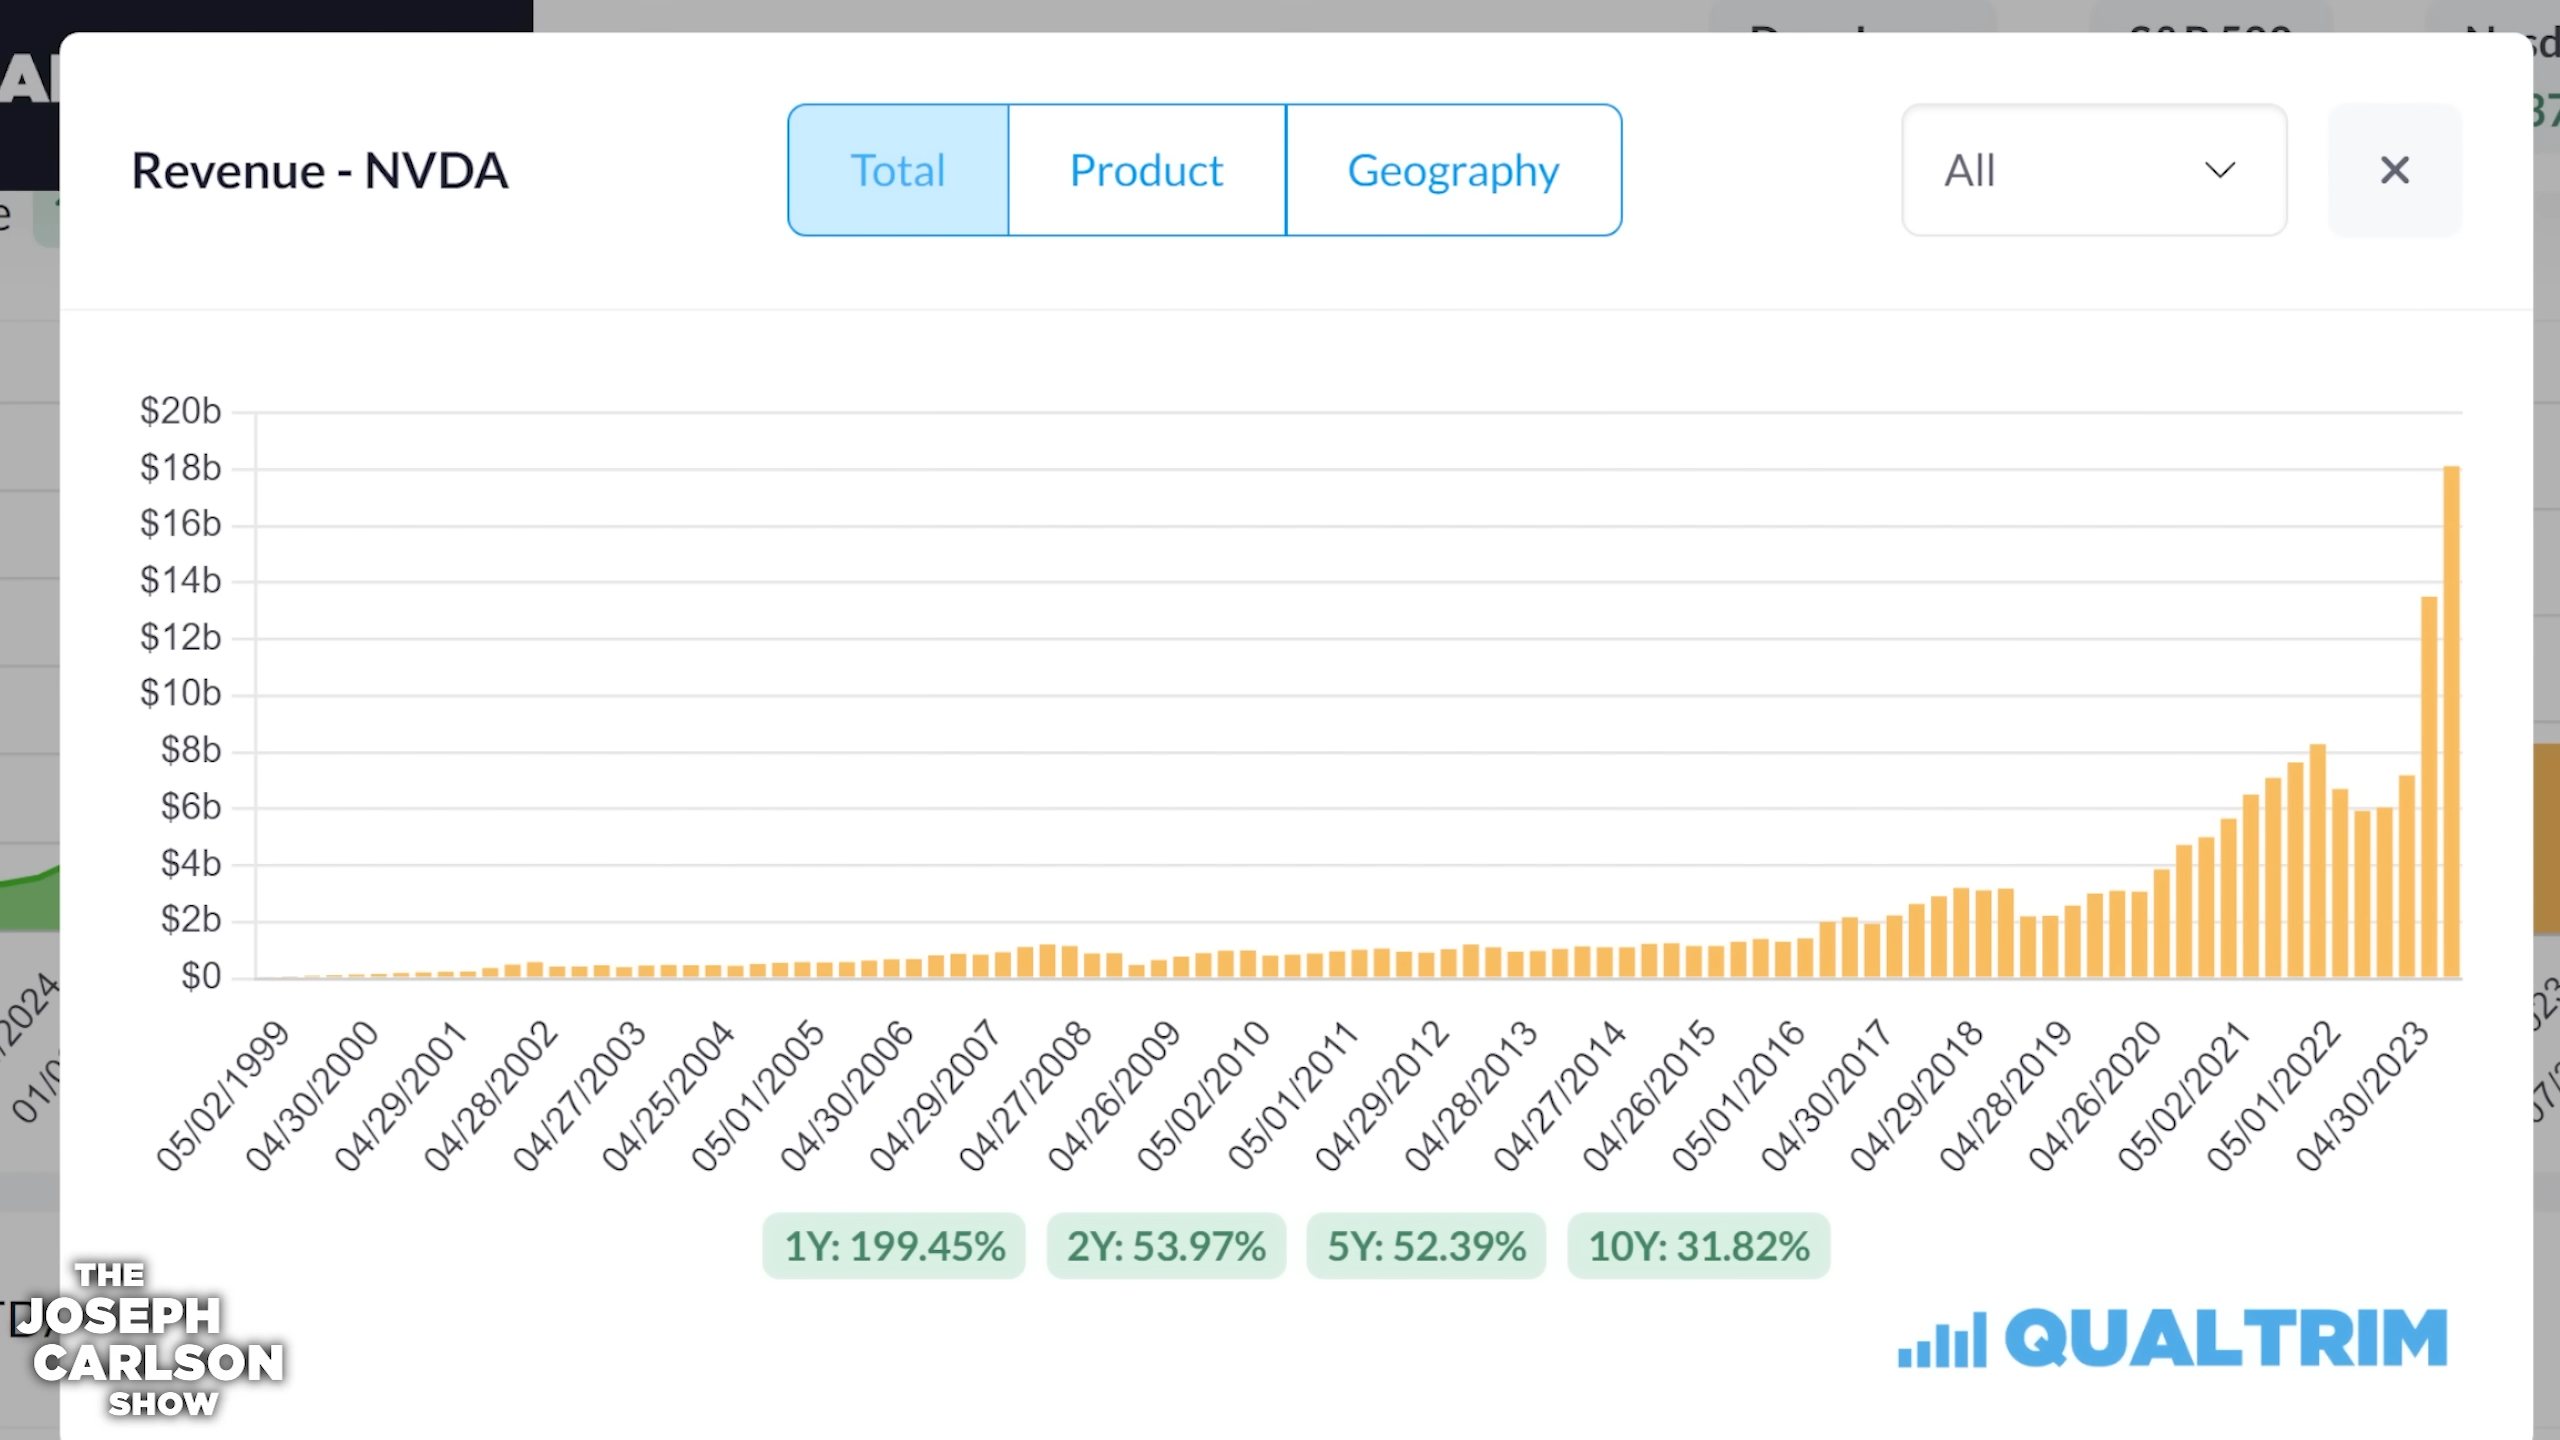 Revenue - NVDA
Total
Product
Geography
All
$20b
$18b
$16b
$14b
$12b
$10b
$8b
$6b
$4b
$2b
$0
05/02/1999
04/30/2000
04/29/2001
04/28/2002
04/27/2003
04/25/2004
05/01/2005
04/30/2006
04/29/2007
04/27/2008
04/26/2009
05/02/2010
05/01/2011
04/29/2012
04/28/2013
04/27/2014
04/26/2015
05/01/2016
04/30/2017
04/29/2018
04/28/2019
04/26/2020
05/02/2021
05/01/2022
04/30/2023
1Y: 199.45%
2Y: 53.97%
5Y: 52.39%
10Y: 31.82%
THE
JOSEPH
CARLSON
SHOW
QUALTRIM